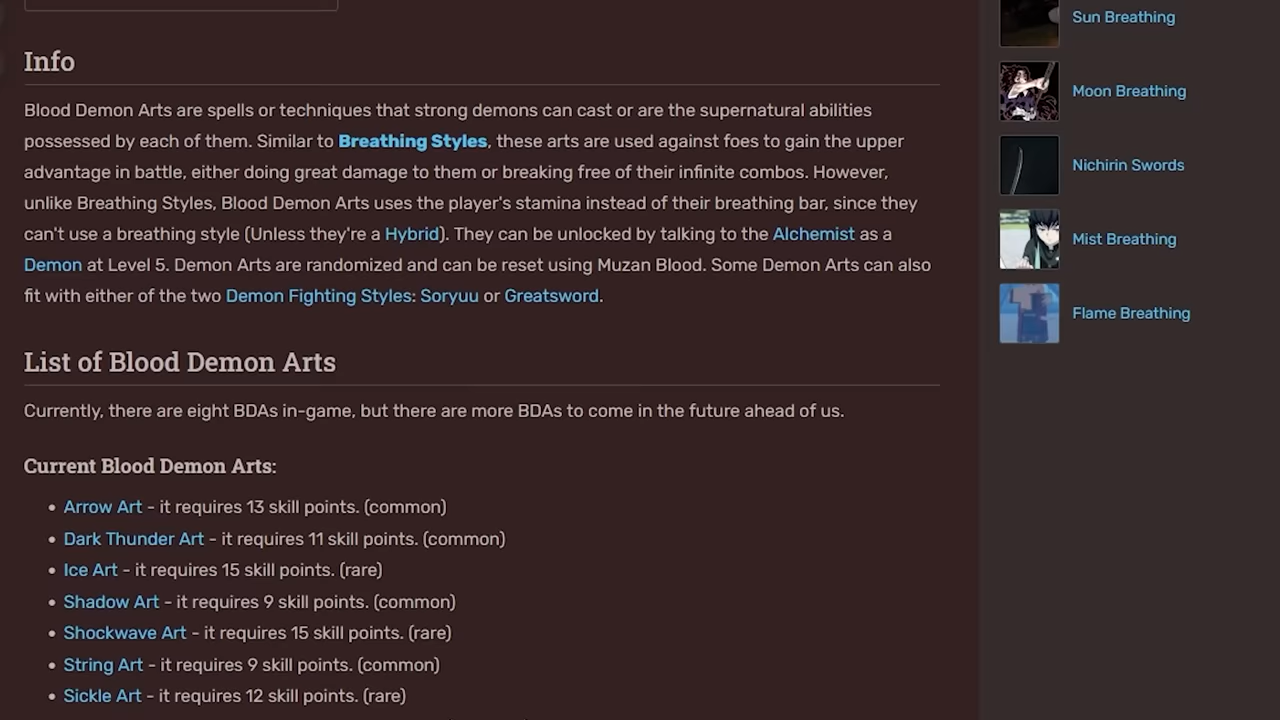 Info
Blood Demon Arts are spells or techniques that strong demons can cast or are the supernatural abilities
possessed by each of them. Similar to Breathing Styles, these arts are used against foes to gain the upper
advantage in battle, either doing great damage to them or breaking free of their infinite combos. However,
unlike Breathing Styles, Blood Demon Arts uses the player's stamina instead of their breathing bar, since they
can't use a breathing style (Unless they're a Hybrid). They can be unlocked by talking to the Alchemist as a
Demon at Level 5. Demon Arts are randomized and can be reset using Muzan Blood. Some Demon Arts can also
fit with either of the two Demon Fighting Styles: Soryuu or Greatsword.
List of Blood Demon Arts
Currently, there are eight BDAs in-game, but there are more BDAs to come in the future ahead of us.
Current Blood Demon Arts:
• Arrow Art - it requires 13 skill points. (common)
• Dark Thunder Art - it requires 11 skill points. (common)
• Ice Art - it requires 15 skill points. (rare)
• Shadow Art - it requires 9 skill points. (common)
• Shockwave Art - it requires 15 skill points. (rare)
• String Art - it requires 9 skill points. (common)
• Sickle Art - it requires 12 skill points. (rare)
Sun Breathing
Moon Breathing
Nichirin Swords
Mist Breathing
Flame Breathing